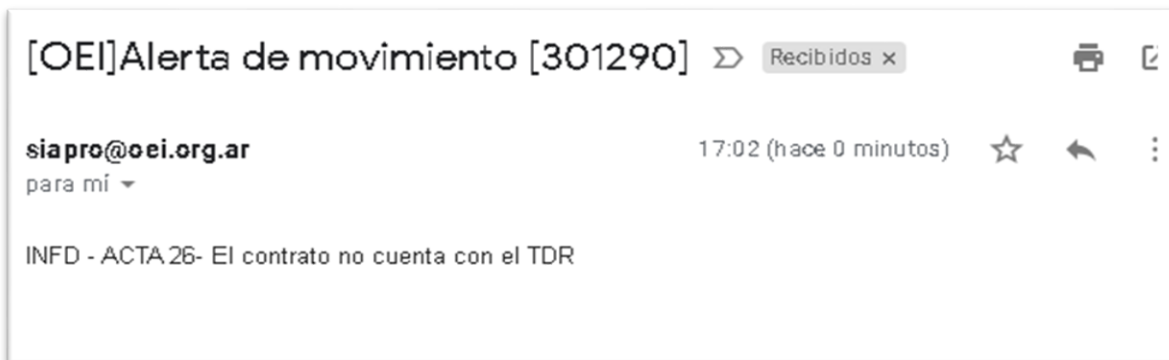 [OEI]Alerta de movimiento [301290] Recibidos ×
siapro@oei.org.ar 17:02 (hace 0 minutos)
para mí
INFD - ACTA 26- El contrato no cuenta con el TDR